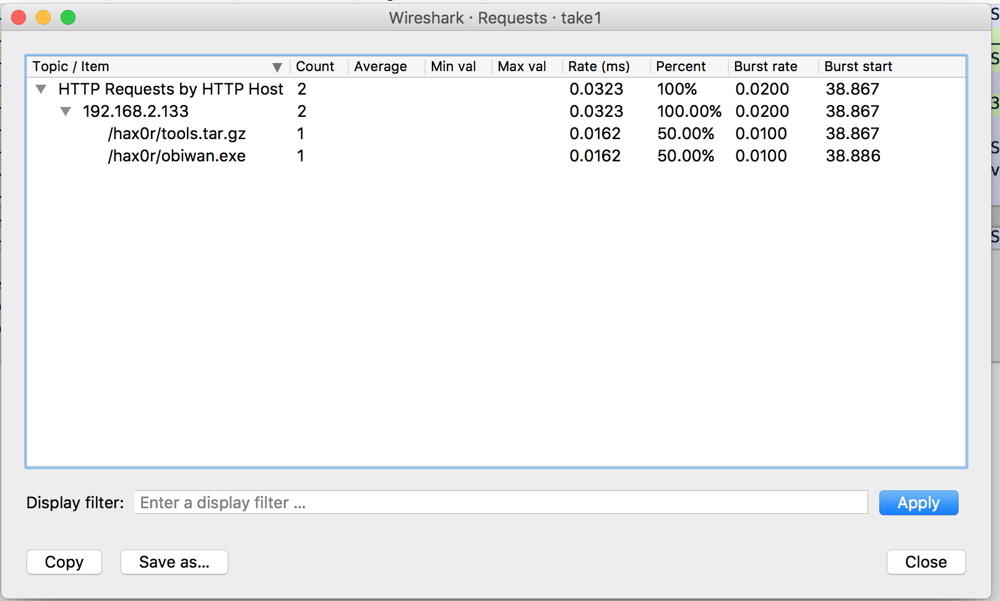 Wireshark · Requests · take1
Topic / Item Count Average Min val Max val Rate (ms) Percent Burst rate Burst start
HTTP Requests by HTTP Host 2 0.0323 100% 0.0200 38.867
192.168.2.133 2 0.0323 100.00% 0.0200 38.867
/hax0r/tools.tar.gz 1 0.0162 50.00% 0.0100 38.867
/hax0r/obiwan.exe 1 0.0162 50.00% 0.0100 38.886
Display filter: Enter a display filter ... Apply
Copy Save as... Close